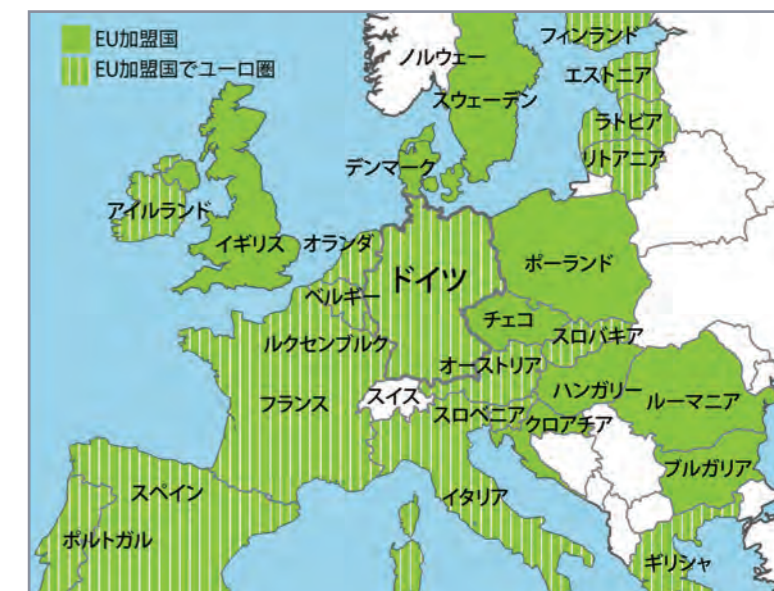 EU加盟国
EU加盟国でユーロ圏
ノルウェー
フィンランド
スウェーデン
エストニア
ラトビア
リトアニア
デンマーク
アイルランド
イギリス
オランダ
ドイツ
ポーランド
ベルギー
チェコ
ルクセンブルク
スロバキア
オーストリア
フランス
スイス
ハンガリー
ルーマニア
スロベニア
クロアチア
ブルガリア
スペイン
イタリア
ポルトガル
ギリシャ